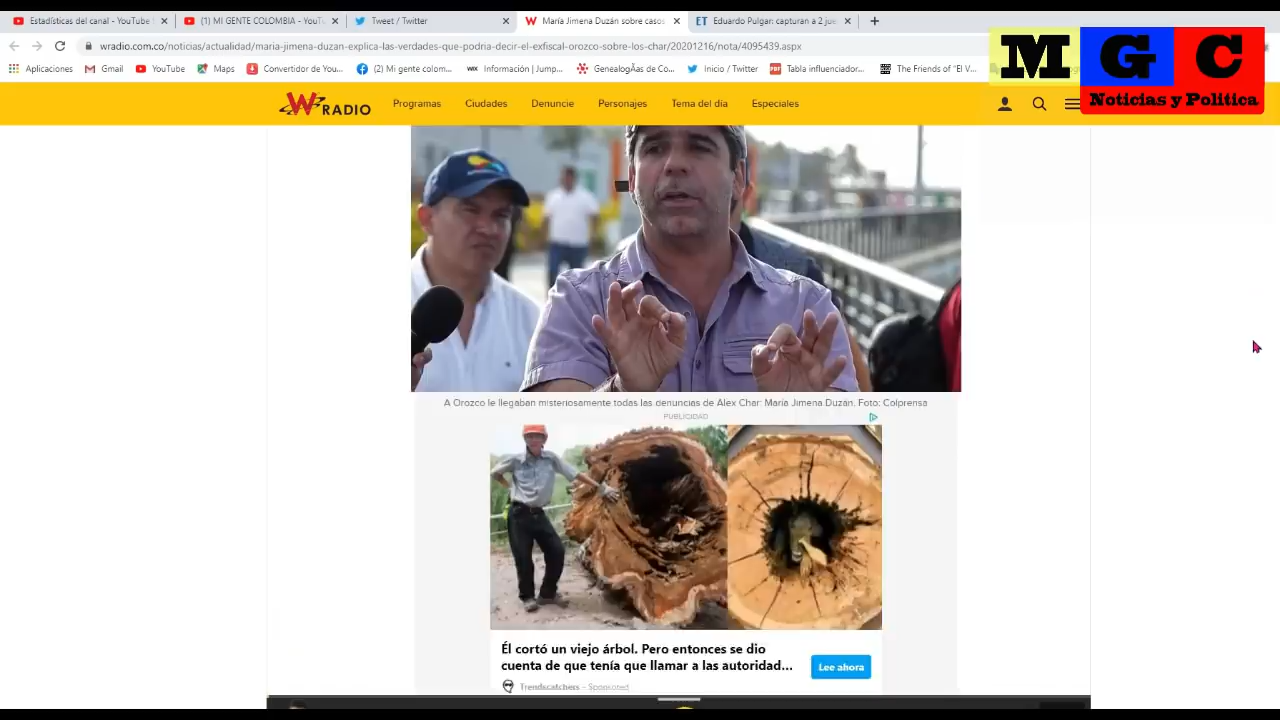 Estadísticas del canal - YouTube
(1) MI GENTE COLOMBIA - YouTu
Tweet / Twitter
María Jimena Duzán sobre casos
Eduardo Pulgar: capturan a 2 jue
wradio.com.co/noticias/actualidad/maria-jimena-duzan-explica-las-verdades-que-podria-decir-el-exfiscal-orozco-sobre-los-char/20201216/nota/4095439.aspx
Aplicaciones
Gmail
YouTube
Maps
Convertidor de You...
(2) Mi gente colom...
WIX Información | Jump...
GenealogÃ­as de Co...
Inicio / Twitter
Tabla influenciador...
The Friends of "El V...
M G C
Noticias y Politica
W RADIO
Programas
Ciudades
Denuncie
Personajes
Tema del día
Especiales
A Orozco le llegaban misteriosamente todas las denuncias de Alex Char: María Jimena Duzán. Foto: Colprensa
PUBLICIDAD
Él cortó un viejo árbol. Pero entonces se dio
cuenta de que tenía que llamar a las autoridad...
Lee ahora
Trendscatchers – Sponsored